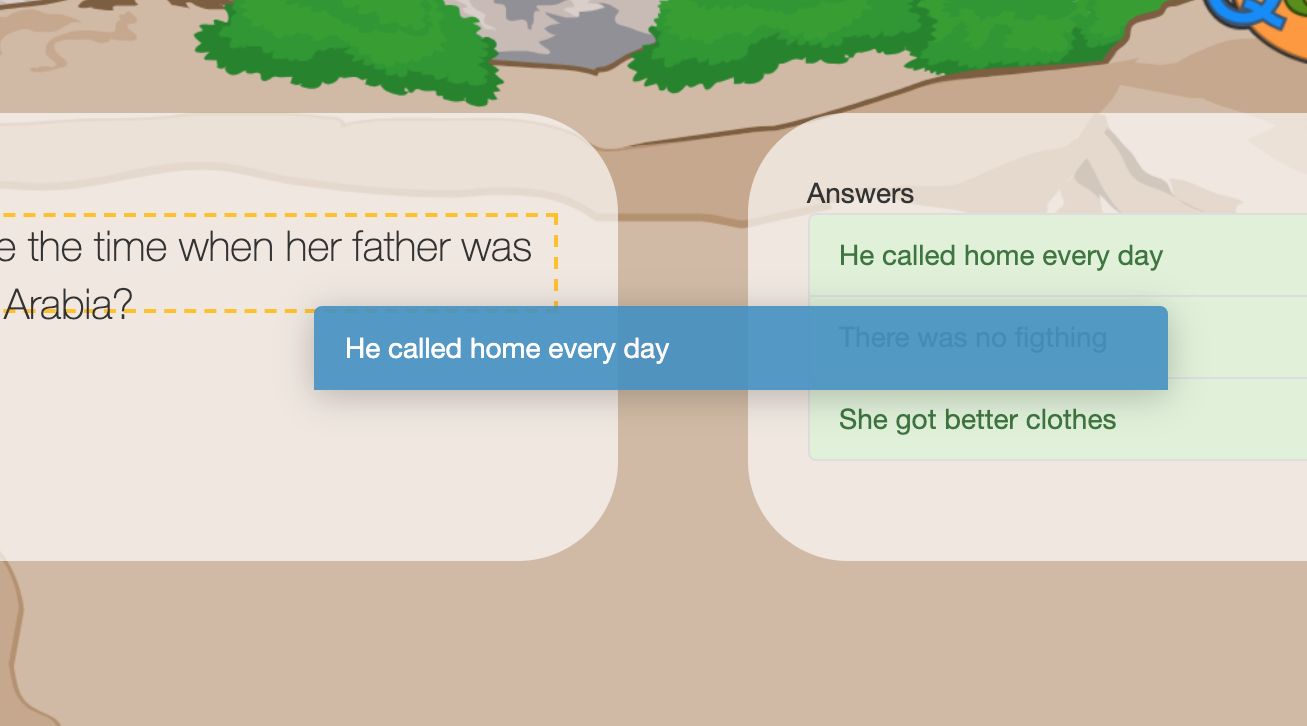 e the time when her father was
Arabia?
Answers
He called home every day
He called home every day
There was no figthing
She got better clothes